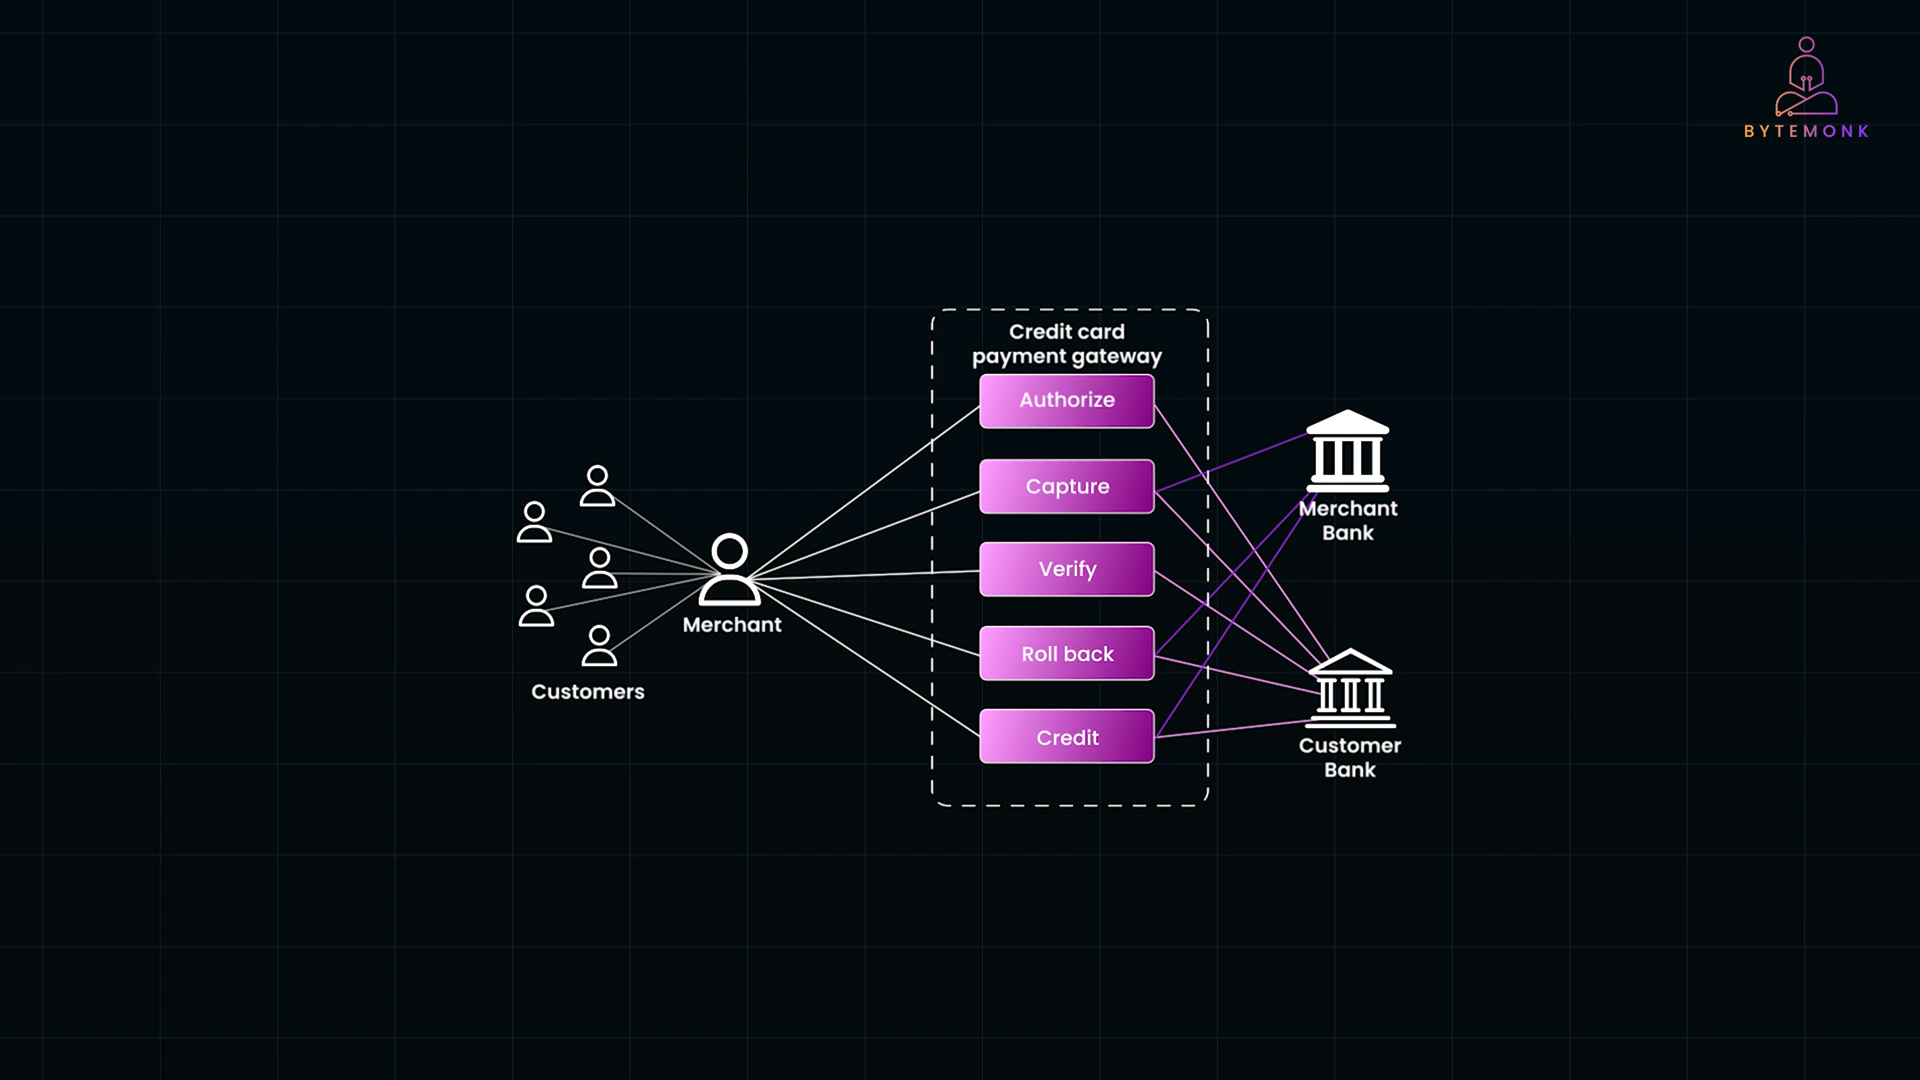 BYTEMONK
Credit card
payment gateway
Authorize
Capture
Verify
Roll back
Credit
Merchant
Customers
Merchant
Bank
Customer
Bank